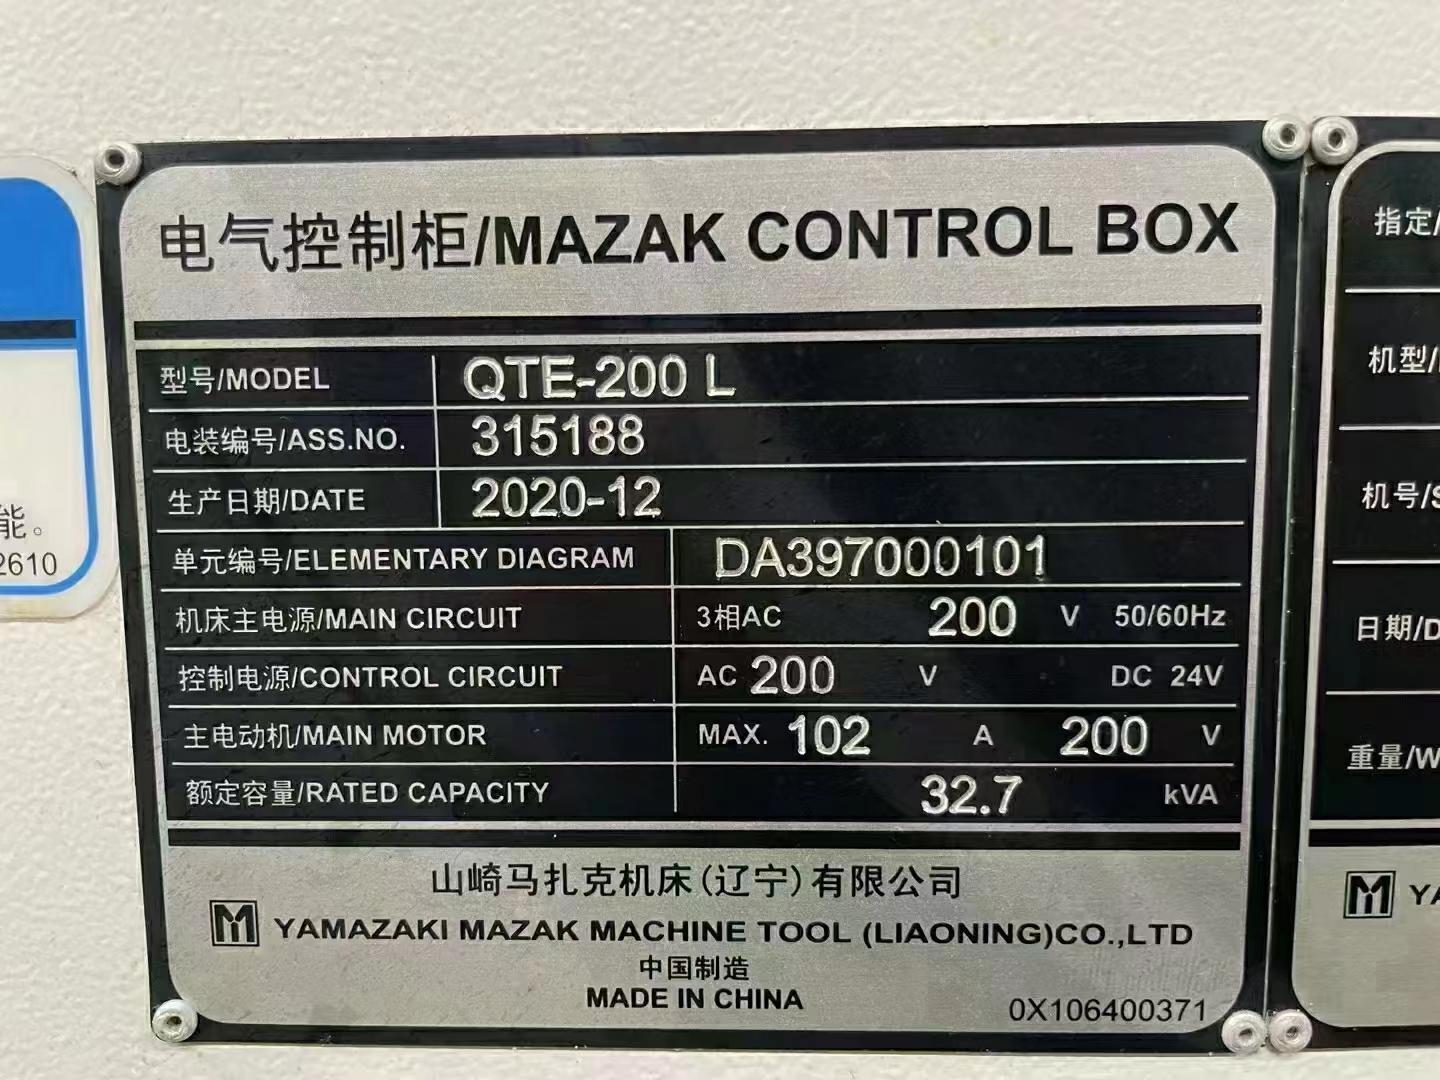 电气控制柜/MAZAK CONTROL BOX
型号/MODEL QTE-200 L
电装编号/ASS.NO. 315188
生产日期/DATE 2020-12
单元编号/ELEMENTARY DIAGRAM DA397000101
机床主电源/MAIN CIRCUIT 3相AC 200 V 50/60Hz
控制电源/CONTROL CIRCUIT AC 200 V DC 24V
主电动机/MAIN MOTOR MAX. 102 A 200 V
额定容量/RATED CAPACITY 32.7 kVA
山崎马扎克机床(辽宁)有限公司
YAMAZAKI MAZAK MACHINE TOOL (LIAONING)CO.,LTD
中国制造
MADE IN CHINA
0X106400371
能。
2610
指定/
机型/
机号/S
日期/D
重量/W
YA